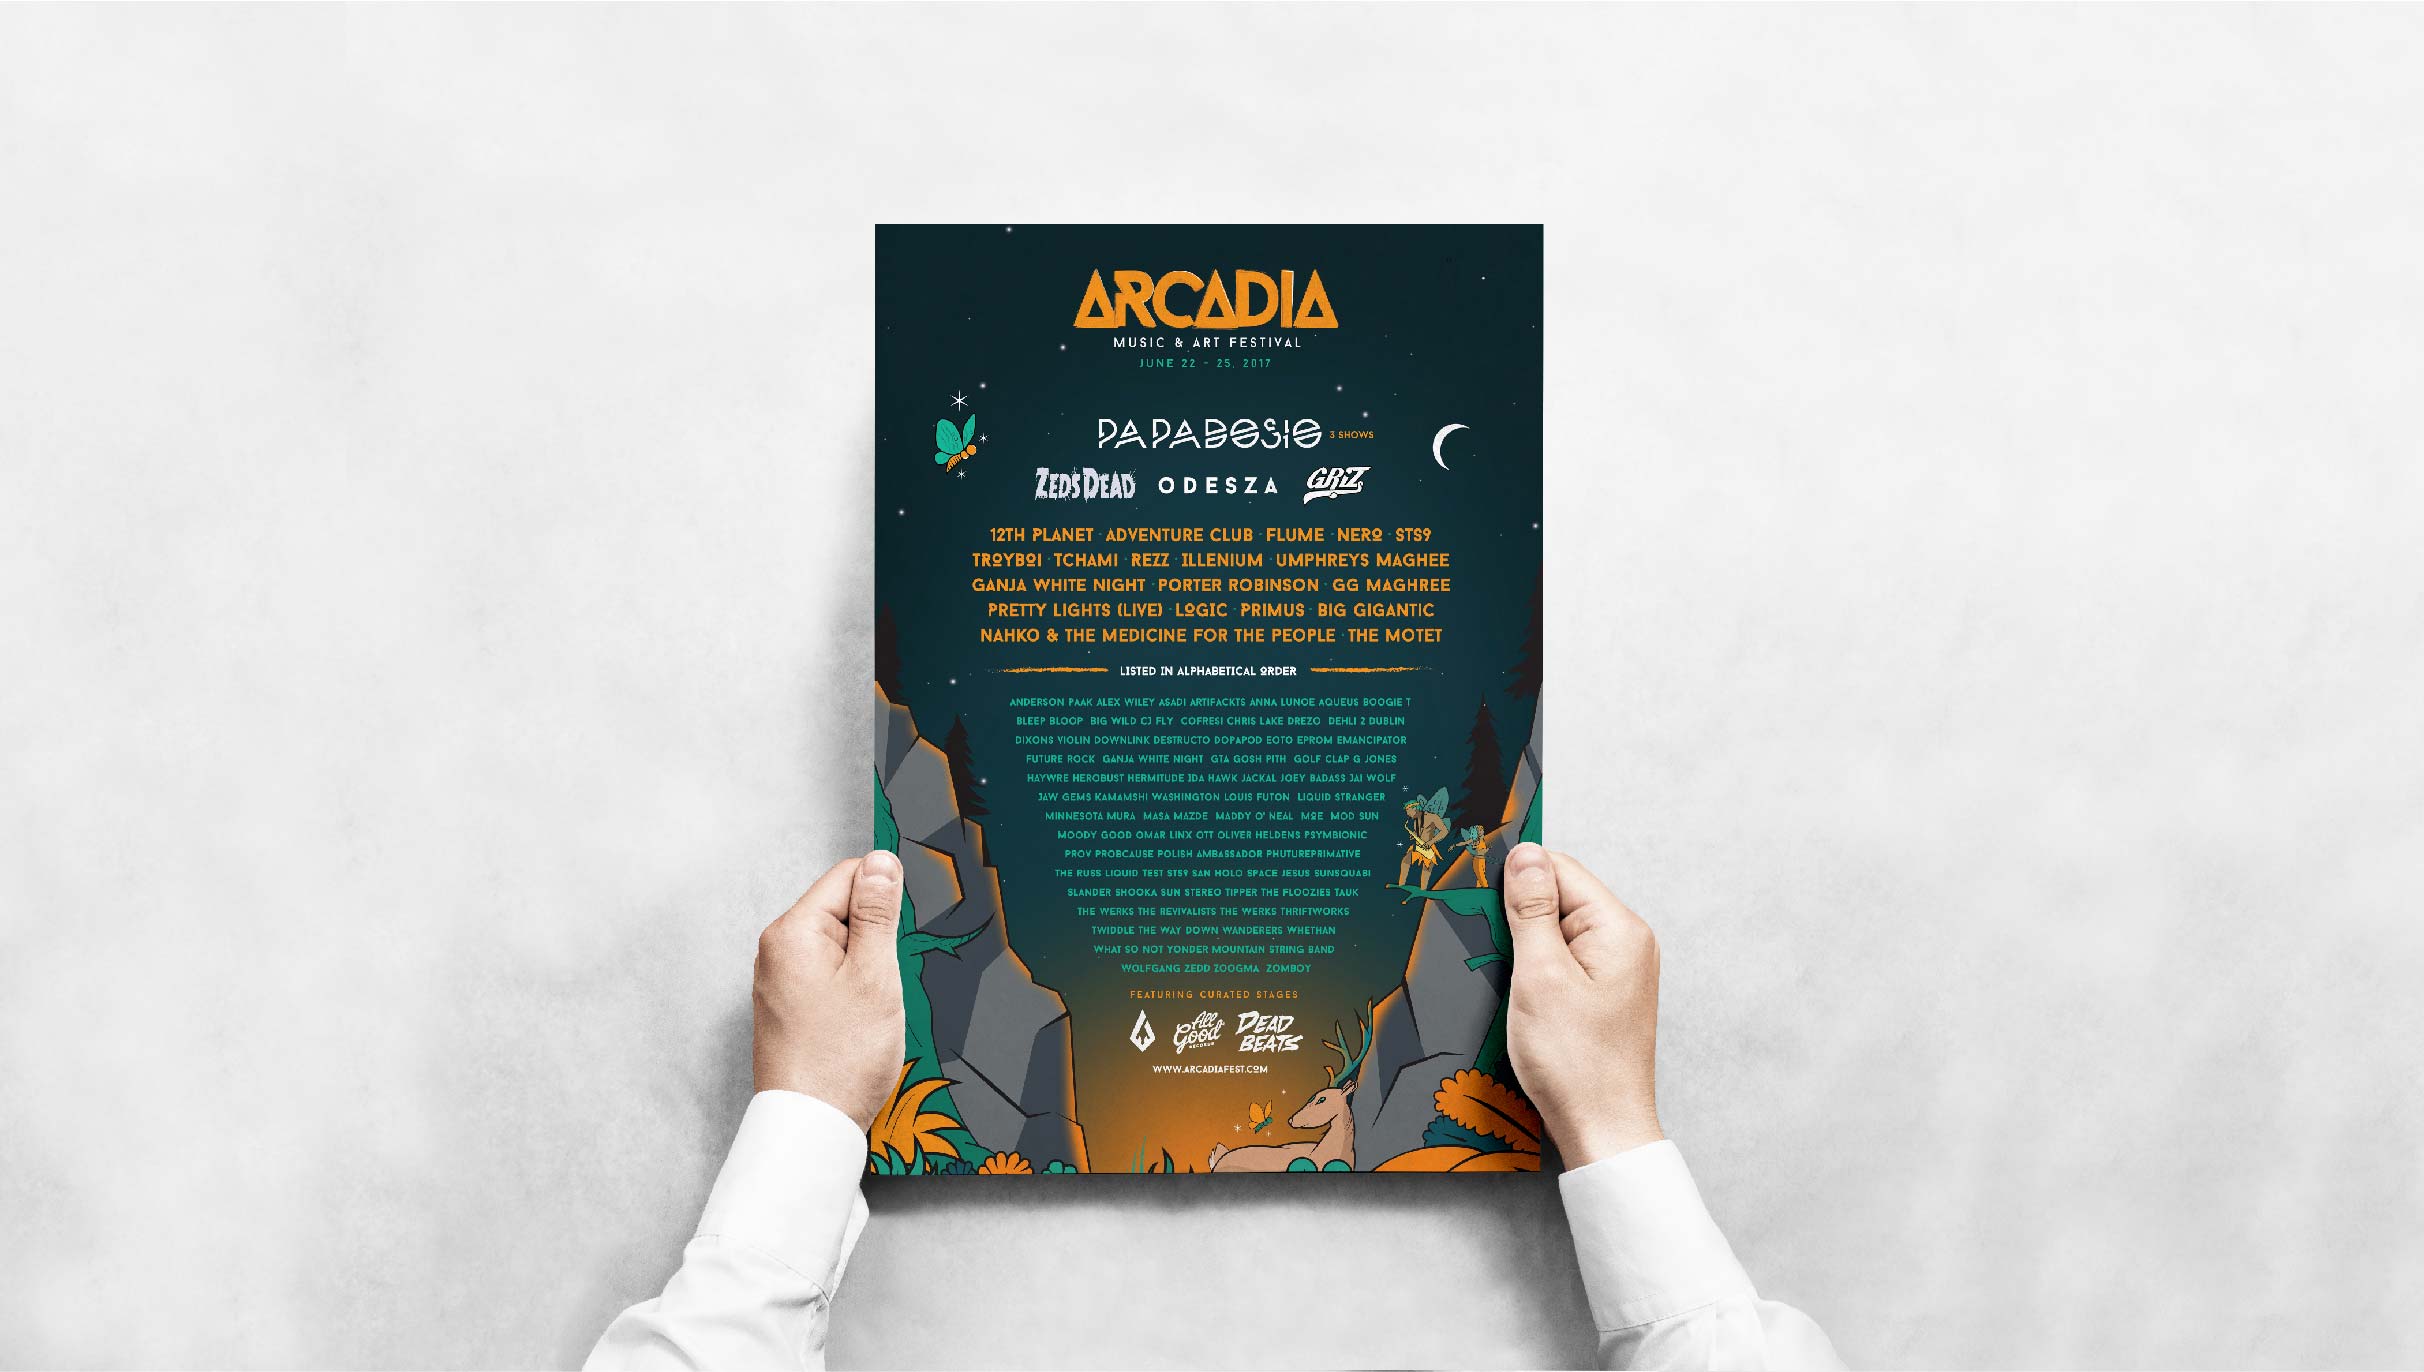 ARCADIA
MUSIC & ART FESTIVAL
JUNE 22 - 25, 2017
PAPADOSIO 3 SHOWS
ZEDS DEAD ODESZA GRiZ
12TH PLANET · ADVENTURE CLUB · FLUME · NERO · STS9
TROYBOI · TCHAMI · REZZ · ILLENIUM · UMPHREYS MAGHEE
GANJA WHITE NIGHT · PORTER ROBINSON · GG MAGHREE
PRETTY LIGHTS (LIVE) · LOGIC · PRIMUS · BIG GIGANTIC
NAHKO & THE MEDICINE FOR THE PEOPLE · THE MOTET
LISTED IN ALPHABETICAL ORDER
ANDERSON PAAK ALEX WILEY ASADI ARTIFACKTS ANNA LUNOE AQUEUS BOOGIE T
BLEEP BLOOP BIG WILD CJ FLY COFRESI CHRIS LAKE DREZO DEHLI 2 DUBLIN
DIXONS VIOLIN DOWNLINK DESTRUCTO DOPAPOD EOTO EPROM EMANCIPATOR
FUTURE ROCK GANJA WHITE NIGHT GTA GOSH PITH GOLF CLAP G JONES
HAYWRE HEROBUST HERMITUDE IDA HAWK JACKAL JOEY BADASS JAI WOLF
JAW GEMS KAMAMSHI WASHINGTON LOUIS FUTON LIQUID STRANGER
MINNESOTA MURA MASA MAZDE MADDY O' NEAL MOE MOD SUN
MOODY GOOD OMAR LINX OTT OLIVER HELDENS PSYMBIONIC
PROV PROBCAUSE POLISH AMBASSADOR PHUTUREPRIMATIVE
THE RUSS LIQUID TEST STS9 SAN HOLO SPACE JESUS SUNSQUABI
SLANDER SHOOKA SUN STEREO TIPPER THE FLOOZIES TAUK
THE WERKS THE REVIVALISTS THE WERKS THRIFTWORKS
TWIDDLE THE WAY DOWN WANDERERS WHETHAN
WHAT SO NOT YONDER MOUNTAIN STRING BAND
WOLFGANG ZEDD ZOOGMA ZOMBOY
FEATURING CURATED STAGES
All Good RECORDS DEAD BEATS
WWW.ARCADIAFEST.COM